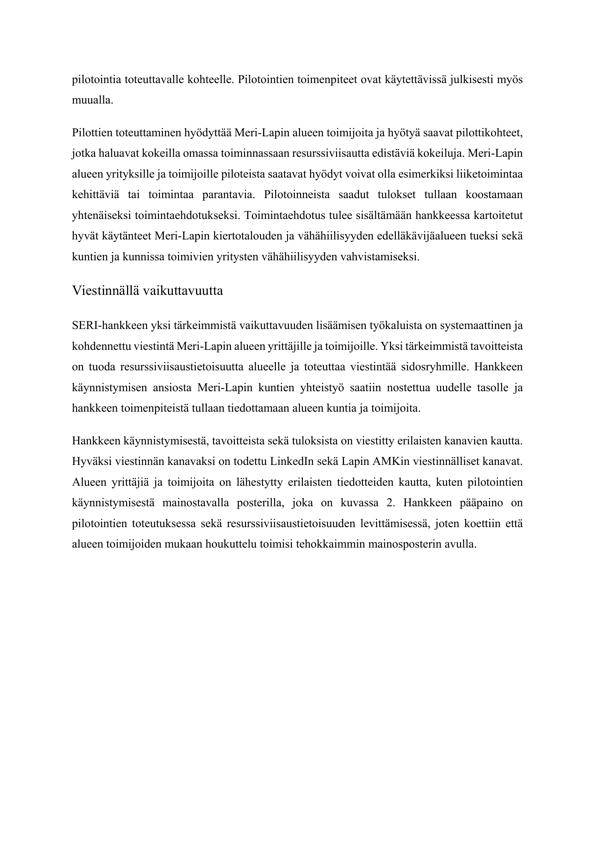 pilotointia toteuttavalle kohteelle. Pilotointien toimenpiteet ovat käytettävissä julkisesti myös
muualla.
Pilottien toteuttaminen hyödyttää Meri-Lapin alueen toimijoita ja hyötyä saavat pilottikohteet,
jotka haluavat kokeilla omassa toiminnassaan resurssiviisautta edistäviä kokeiluja. Meri-Lapin
alueen yrityksille ja toimijoille piloteista saatavat hyödyt voivat olla esimerkiksi liiketoimintaa
kehittäviä tai toimintaa parantavia. Pilotoinneista saadut tulokset tullaan koostamaan
yhtenäiseksi toimintaehdotukseksi. Toimintaehdotus tulee sisältämään hankkeessa kartoitetut
hyvät käytänteet Meri-Lapin kiertotalouden ja vähähiilisyyden edelläkävijäalueen tueksi sekä
kuntien ja kunnissa toimivien yritysten vähähiilisyyden vahvistamiseksi.
Viestinnällä vaikuttavuutta
SERI-hankkeen yksi tärkeimmistä vaikuttavuuden lisäämisen työkaluista on systemaattinen ja
kohdennettu viestintä Meri-Lapin alueen yrittäjille ja toimijoille. Yksi tärkeimmistä tavoitteista
on tuoda resurssiviisaustietoisuutta alueelle ja toteuttaa viestintää sidosryhmille. Hankkeen
käynnistymisen ansiosta Meri-Lapin kuntien yhteistyö saatiin nostettua uudelle tasolle ja
hankkeen toimenpiteistä tullaan tiedottamaan alueen kuntia ja toimijoita.
Hankkeen käynnistymisestä, tavoitteista sekä tuloksista on viestitty erilaisten kanavien kautta.
Hyväksi viestinnän kanavaksi on todettu LinkedIn sekä Lapin AMKin viestinnälliset kanavat.
Alueen yrittäjiä ja toimijoita on lähestytty erilaisten tiedotteiden kautta, kuten pilotointien
käynnistymisestä mainostavalla posterilla, joka on kuvassa 2. Hankkeen pääpaino on
pilotointien toteutuksessa sekä resurssiviisaustietoisuuden levittämisessä, joten koettiin että
alueen toimijoiden mukaan houkuttelu toimisi tehokkaimmin mainosposterin avulla.